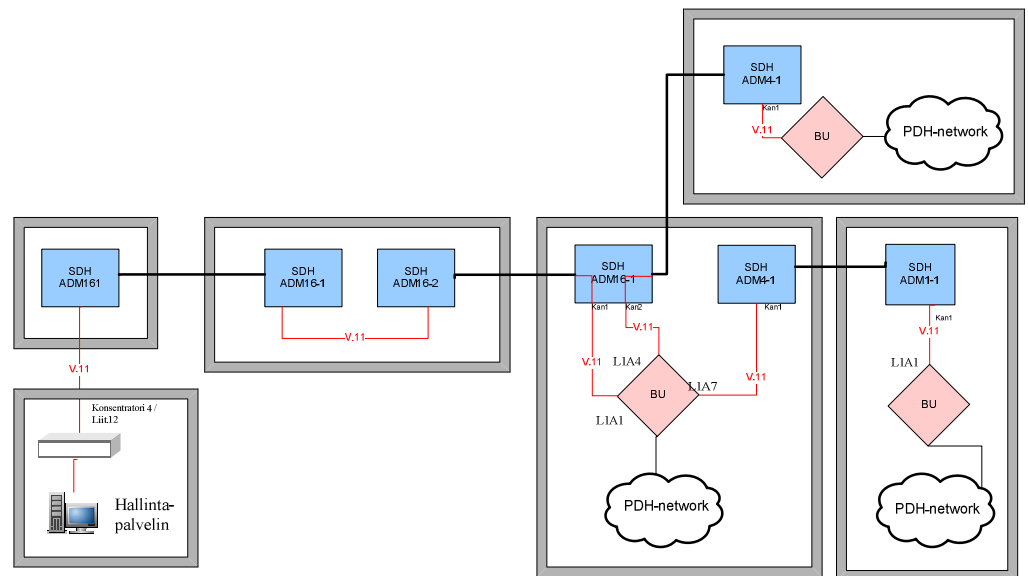 SDH
ADM4-1
Kan1
V.11
BU
PDH-network
SDH
ADM161
SDH
ADM16-1
SDH
ADM16-2
SDH
ADM16-1
SDH
ADM4-1
SDH
ADM1-1
Kan1
Kan2
Kan1
Kan1
V.11
V.11
V.11
V.11
V.11
V.11
L1A4
L1A1
L1A7
BU
L1A1
BU
Konsentratori 4 /
Liit.12
Hallinta-
palvelin
PDH-network
PDH-network